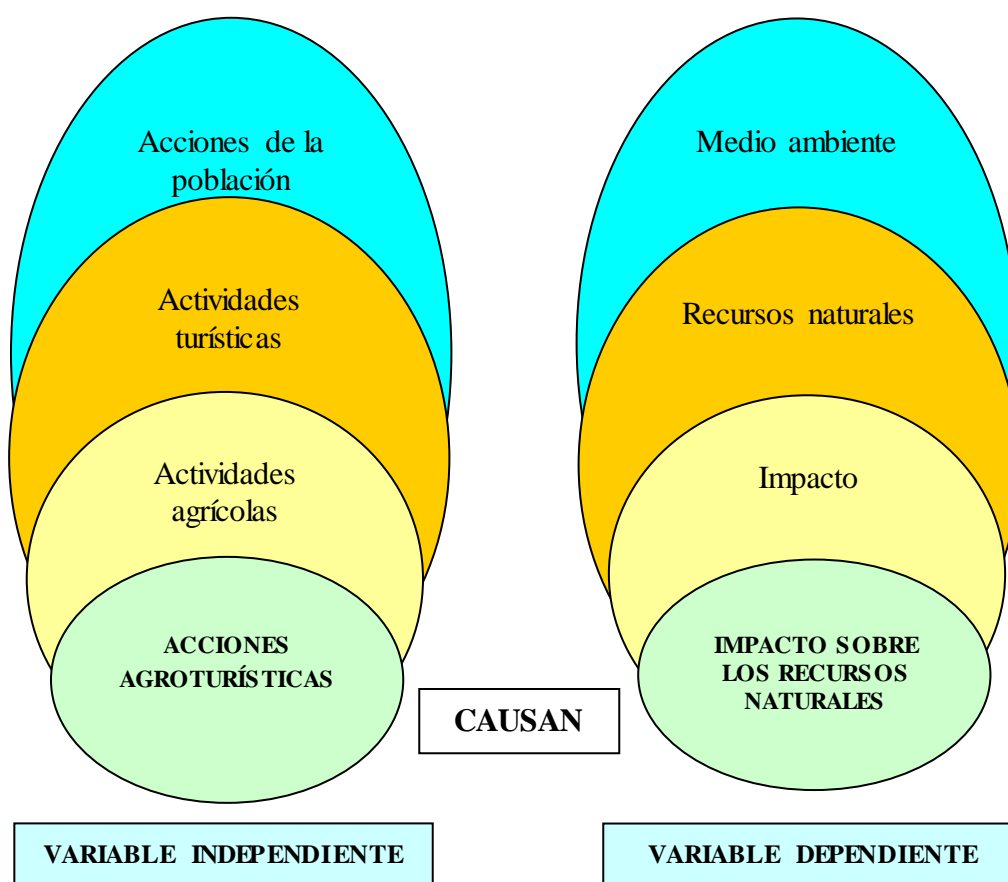 Acciones de la
población
Actividades
turísticas
Actividades
agrícolas
ACCIONES
AGROTURÍSTICAS
CAUSAN
Medio ambiente
Recursos naturales
Impacto
IMPACTO SOBRE
LOS RECURSOS
NATURALES
VARIABLE INDEPENDIENTE
VARIABLE DEPENDIENTE